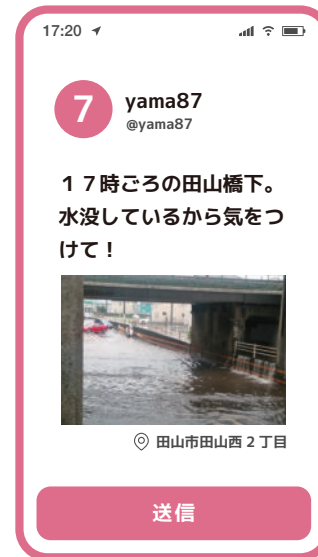 17:20
7
yama87
@yama87
１７時ごろの田山橋下。
水没しているから気をつ
けて！
田山市田山西２丁目
送信